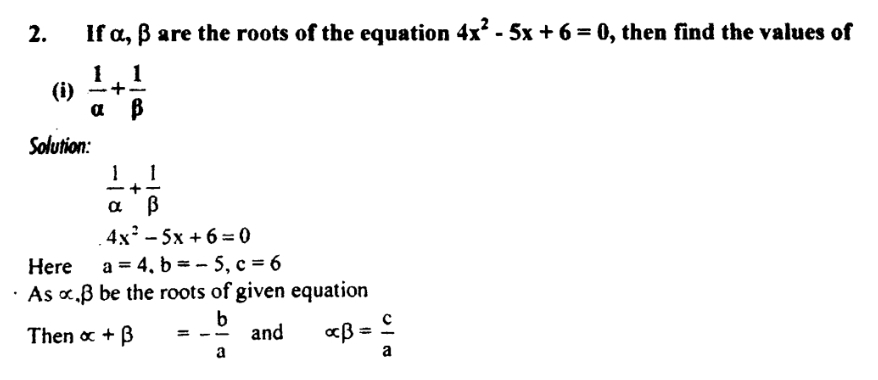 2. If α, β are the roots of the equation 4x² - 5x + 6 = 0, then find the values of
(i) 1/α + 1/β
Solution:
1/α + 1/β
4x² – 5x + 6 = 0
Here a = 4, b = – 5, c = 6
As ∝,β be the roots of given equation
Then ∝ + β = – b/a and ∝β = c/a